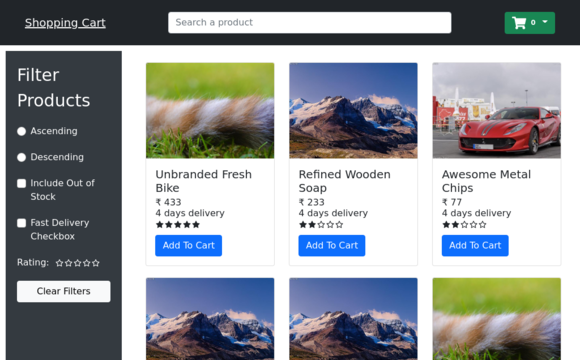 Shopping Cart
Search a product
0
Filter
Products
Ascending
Descending
Include Out of
Stock
Fast Delivery
Checkbox
Rating:
Clear Filters
Unbranded Fresh
Bike
₹ 433
4 days delivery
Add To Cart
Refined Wooden
Soap
₹ 233
4 days delivery
Add To Cart
Awesome Metal
Chips
₹ 77
4 days delivery
Add To Cart